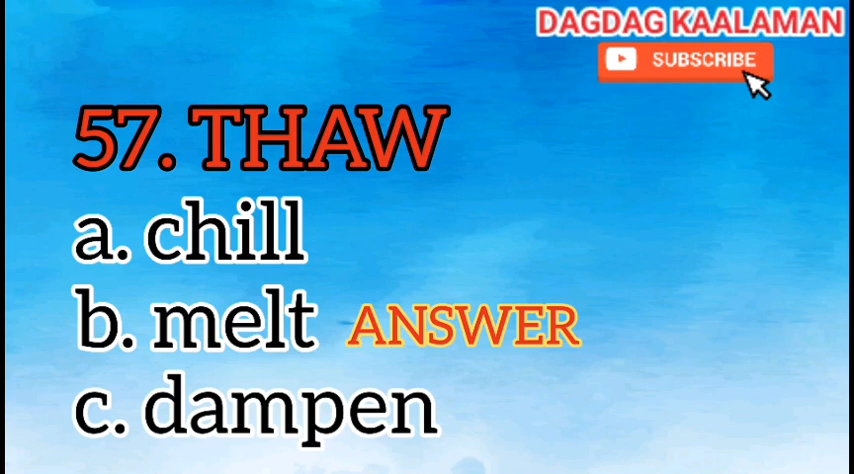 DAGDAG KAALAMAN
SUBSCRIBE
57. THAW
a. chill
b. melt ANSWER
c. dampen